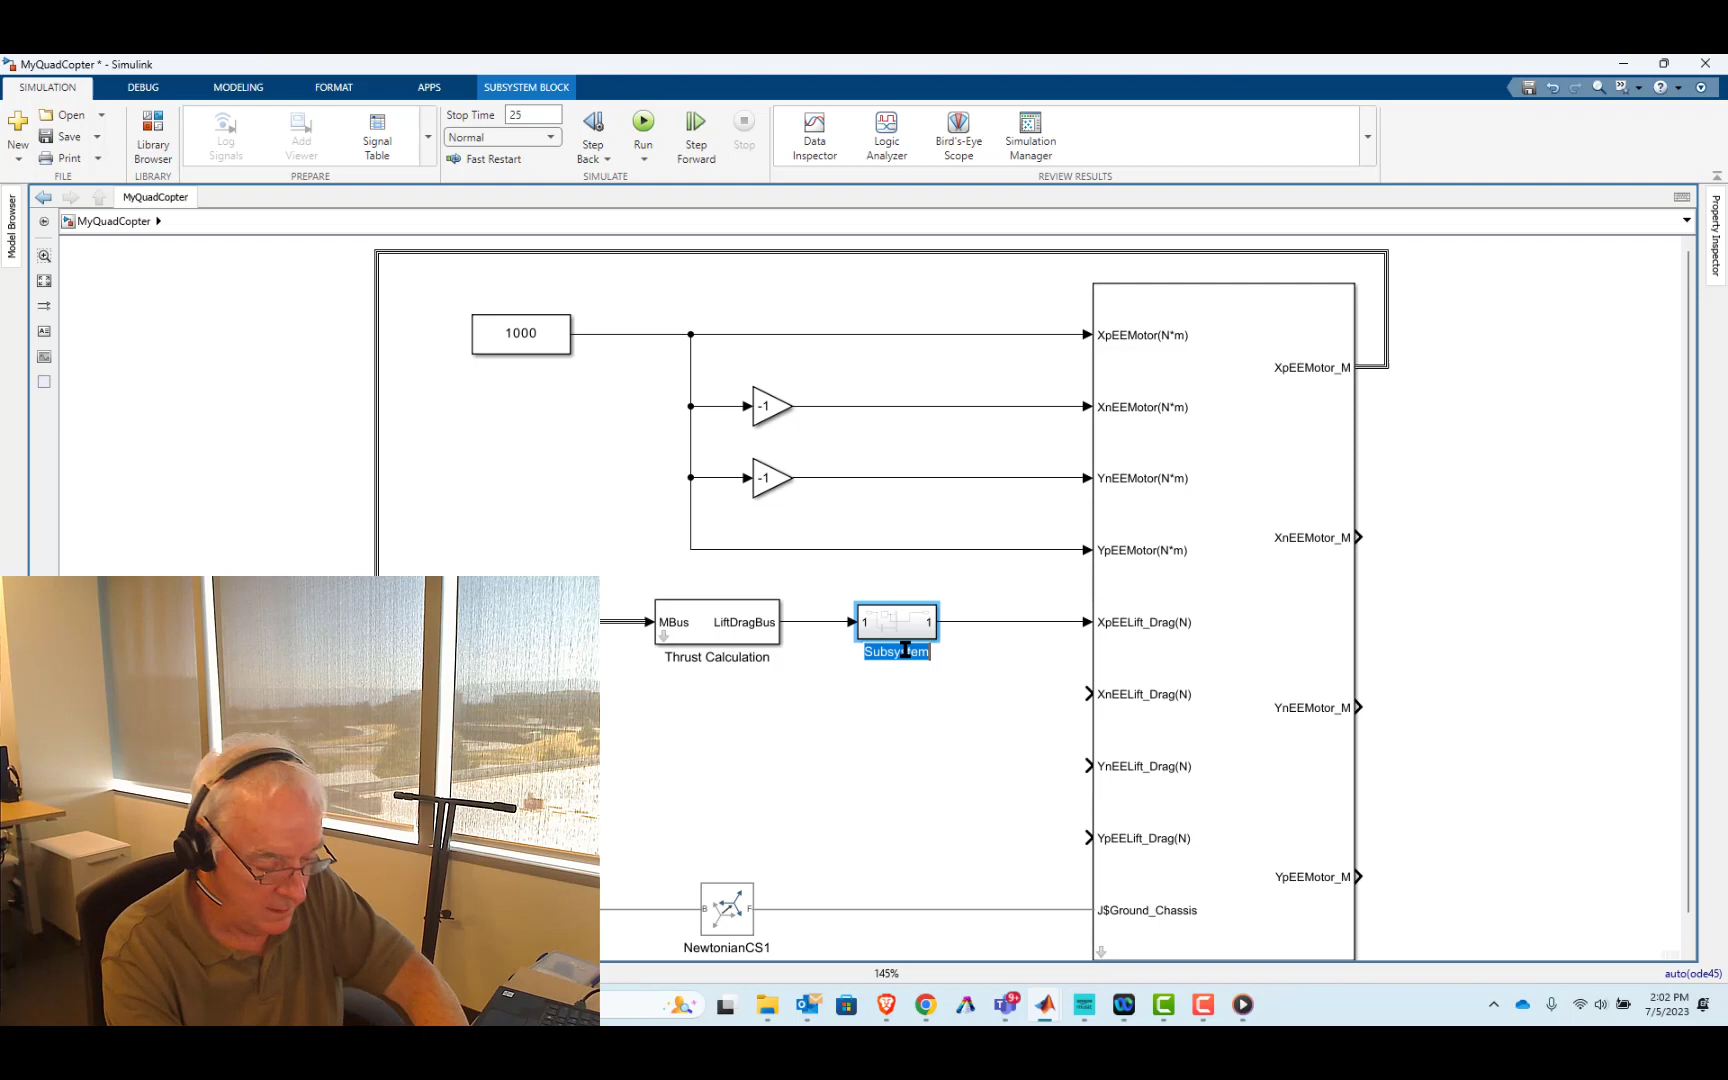 MyQuadCopter * - Simulink
SIMULATION
DEBUG
MODELING
FORMAT
APPS
SUBSYSTEM BLOCK
New
Open
Save
Print
FILE
Library
Browser
LIBRARY
Log
Signals
Add
Viewer
Signal
Table
PREPARE
Stop Time 25
Normal
Fast Restart
Step
Back
Run
Step
Forward
Stop
SIMULATE
Data
Inspector
Logic
Analyzer
Bird's-Eye
Scope
Simulation
Manager
REVIEW RESULTS
Model Browser
MyQuadCopter
MyQuadCopter
Property Inspector
1000
-1
-1
XpEEMotor(N*m)
XnEEMotor(N*m)
YnEEMotor(N*m)
YpEEMotor(N*m)
XpEELift_Drag(N)
XnEELift_Drag(N)
YnEELift_Drag(N)
YpEELift_Drag(N)
J$Ground_Chassis
XpEEMotor_M
XnEEMotor_M
YnEEMotor_M
YpEEMotor_M
MBus LiftDragBus
Thrust Calculation
1 1
Subsystem
B F
NewtonianCS1
145%
auto(ode45)
9+
2:02 PM
7/5/2023